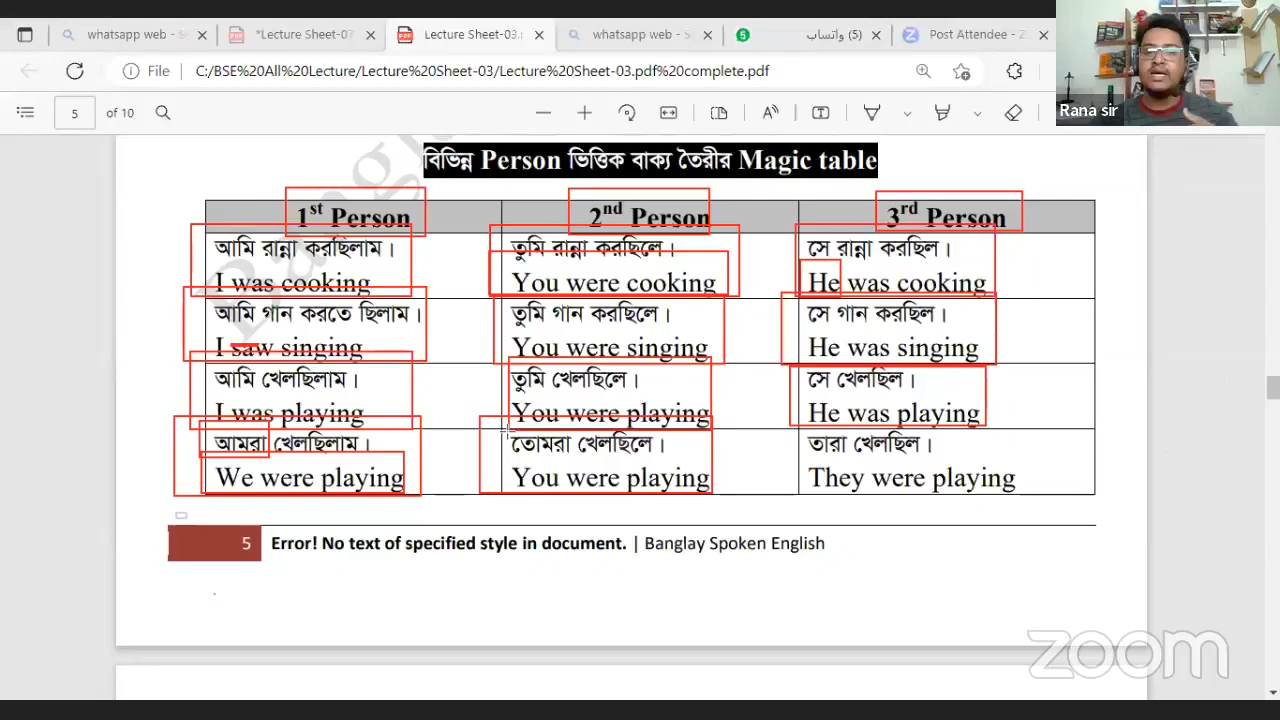 whatsapp web - S
*Lecture Sheet-07
Lecture Sheet-03.
whatsapp web - S
(5) واتساب
Post Attendee - Z
File
C:/BSE%20All%20Lecture/Lecture%20Sheet-03/Lecture%20Sheet-03.pdf%20complete.pdf
5 of 10
Rana sir
বিভিন্ন Person ভিত্তিক বাক্য তৈরীর Magic table
1st Person 2nd Person 3rd Person
আমি রান্না করছিলাম। তুমি রান্না করছিলে। সে রান্না করছিল।
I was cooking You were cooking He was cooking
আমি গান করতে ছিলাম। তুমি গান করছিলে। সে গান করছিল।
I saw singing You were singing He was singing
আমি খেলছিলাম। তুমি খেলছিলে। সে খেলছিল।
I was playing You were playing He was playing
আমরা খেলছিলাম। তোমরা খেলছিলে। তারা খেলছিল।
We were playing You were playing They were playing
5 Error! No text of specified style in document. | Banglay Spoken English
zoom